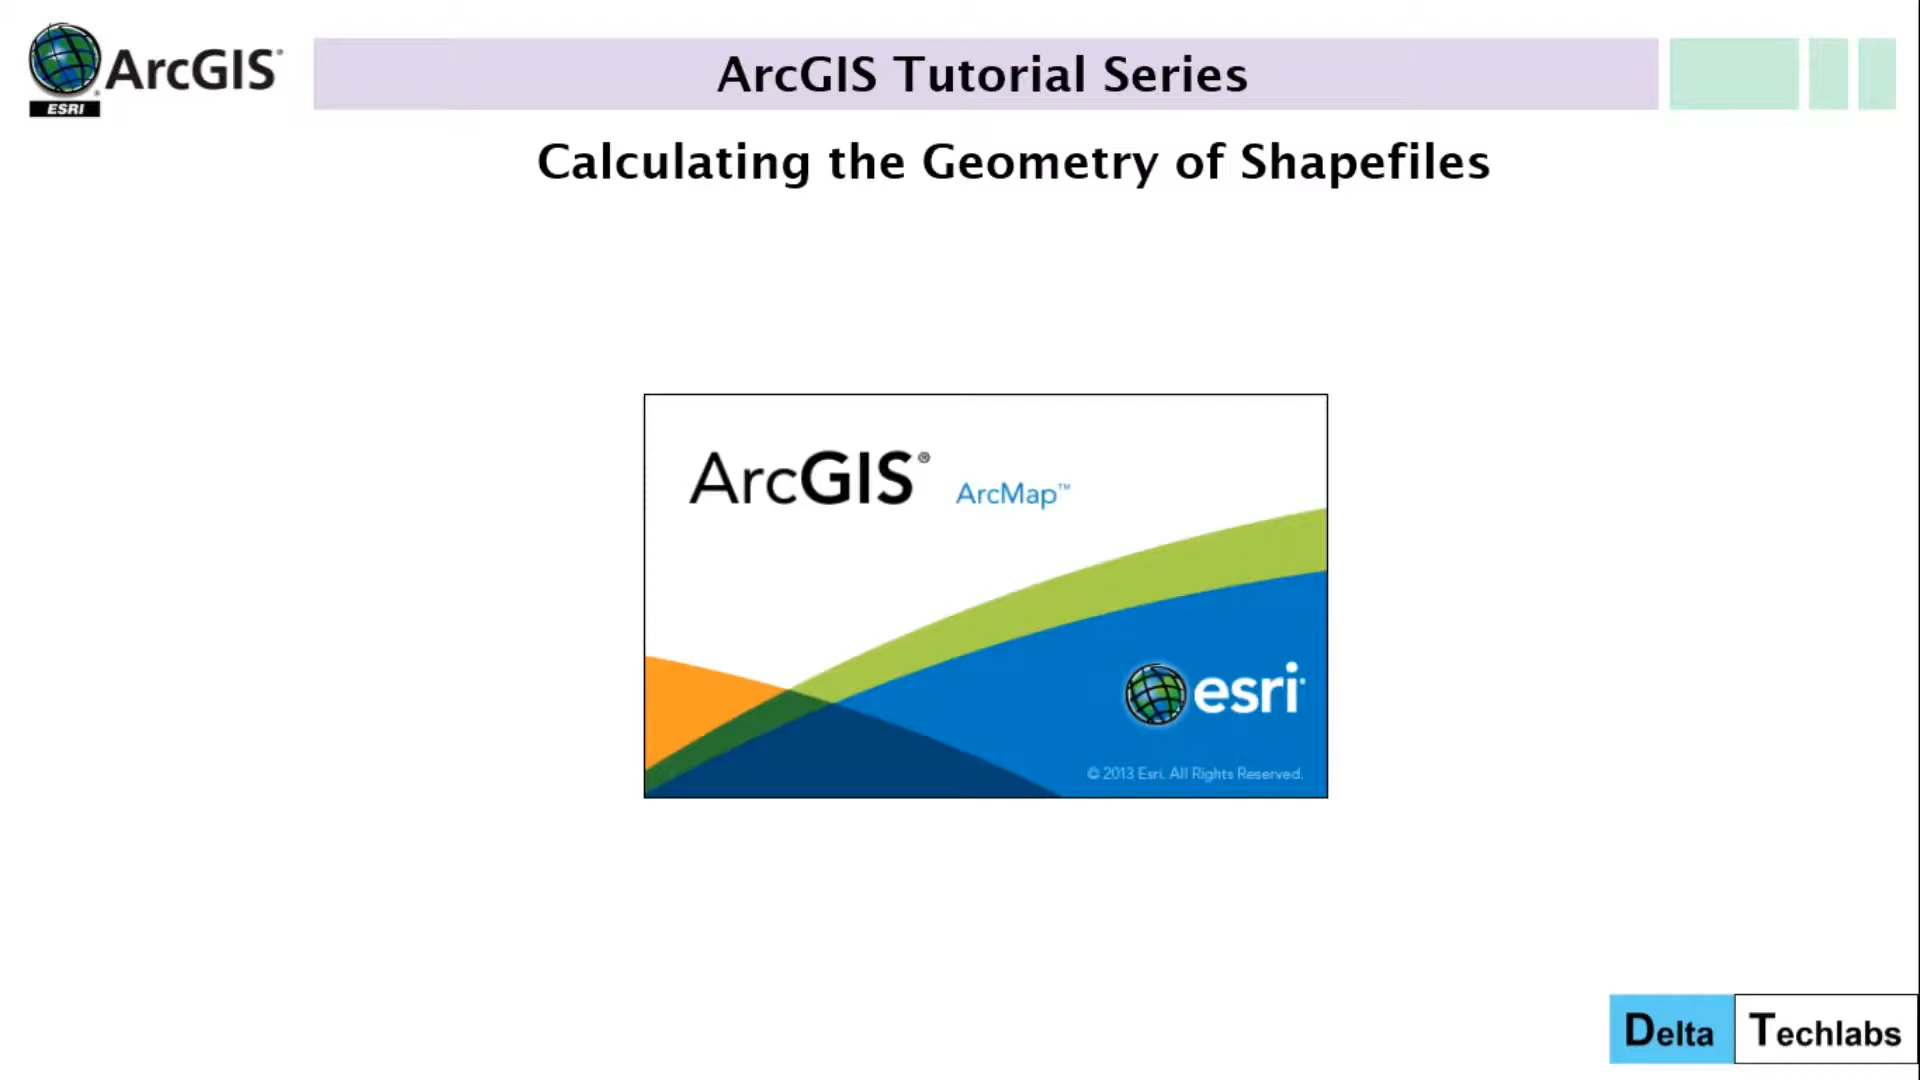 ArcGIS
ESRI
ArcGIS Tutorial Series
Calculating the Geometry of Shapefiles
ArcGIS® ArcMap™
esri
© 2013 Esri. All Rights Reserved.
Delta Techlabs